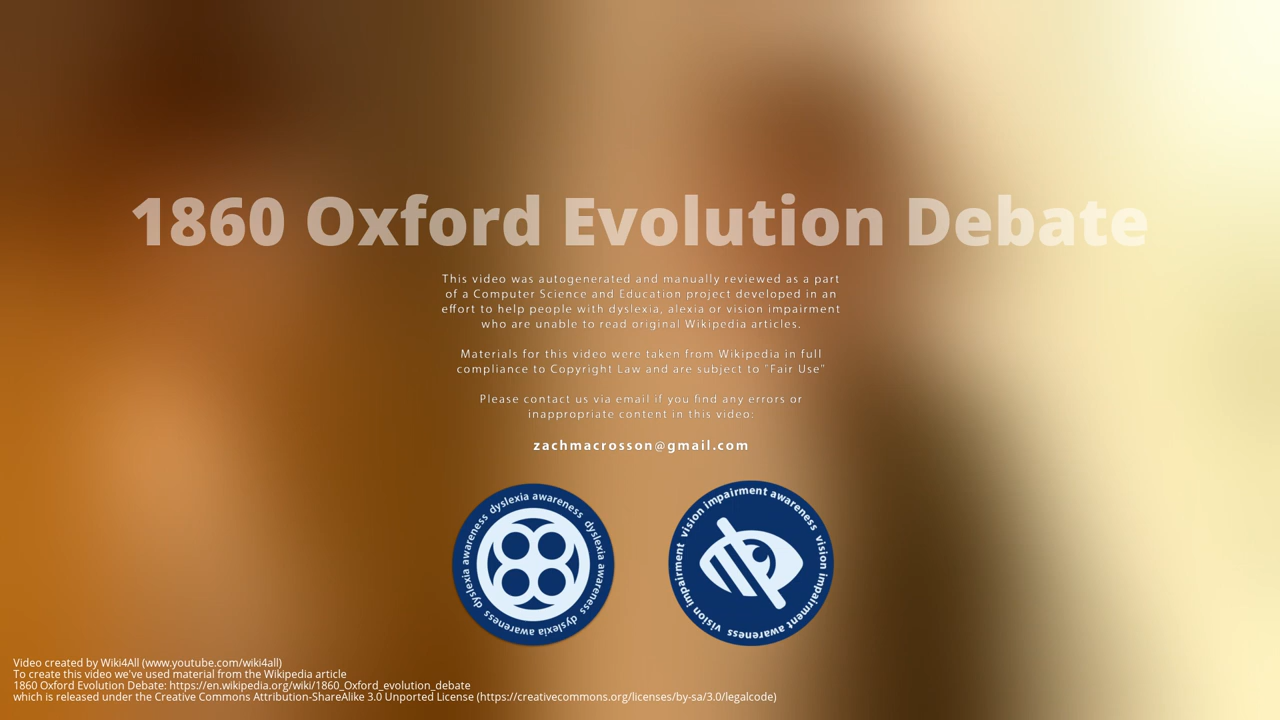 1860 Oxford Evolution Debate
This video was autogenerated and manually reviewed as a part
of a Computer Science and Education project developed in an
effort to help people with dyslexia, alexia or vision impairment
who are unable to read original Wikipedia articles.
Materials for this video were taken from Wikipedia in full
compliance to Copyright Law and are subject to "Fair Use"
Please contact us via email if you find any errors or
inappropriate content in this video:
zachmacrosson@gmail.com
dyslexia awareness dyslexia awareness dyslexia awareness dyslexia awareness
vision impairment awareness vision impairment awareness vision impairment
Video created by Wiki4All (www.youtube.com/wiki4all)
To create this video we've used material from the Wikipedia article
1860 Oxford Evolution Debate: https://en.wikipedia.org/wiki/1860_Oxford_evolution_debate
which is released under the Creative Commons Attribution-ShareAlike 3.0 Unported License (https://creativecommons.org/licenses/by-sa/3.0/legalcode)